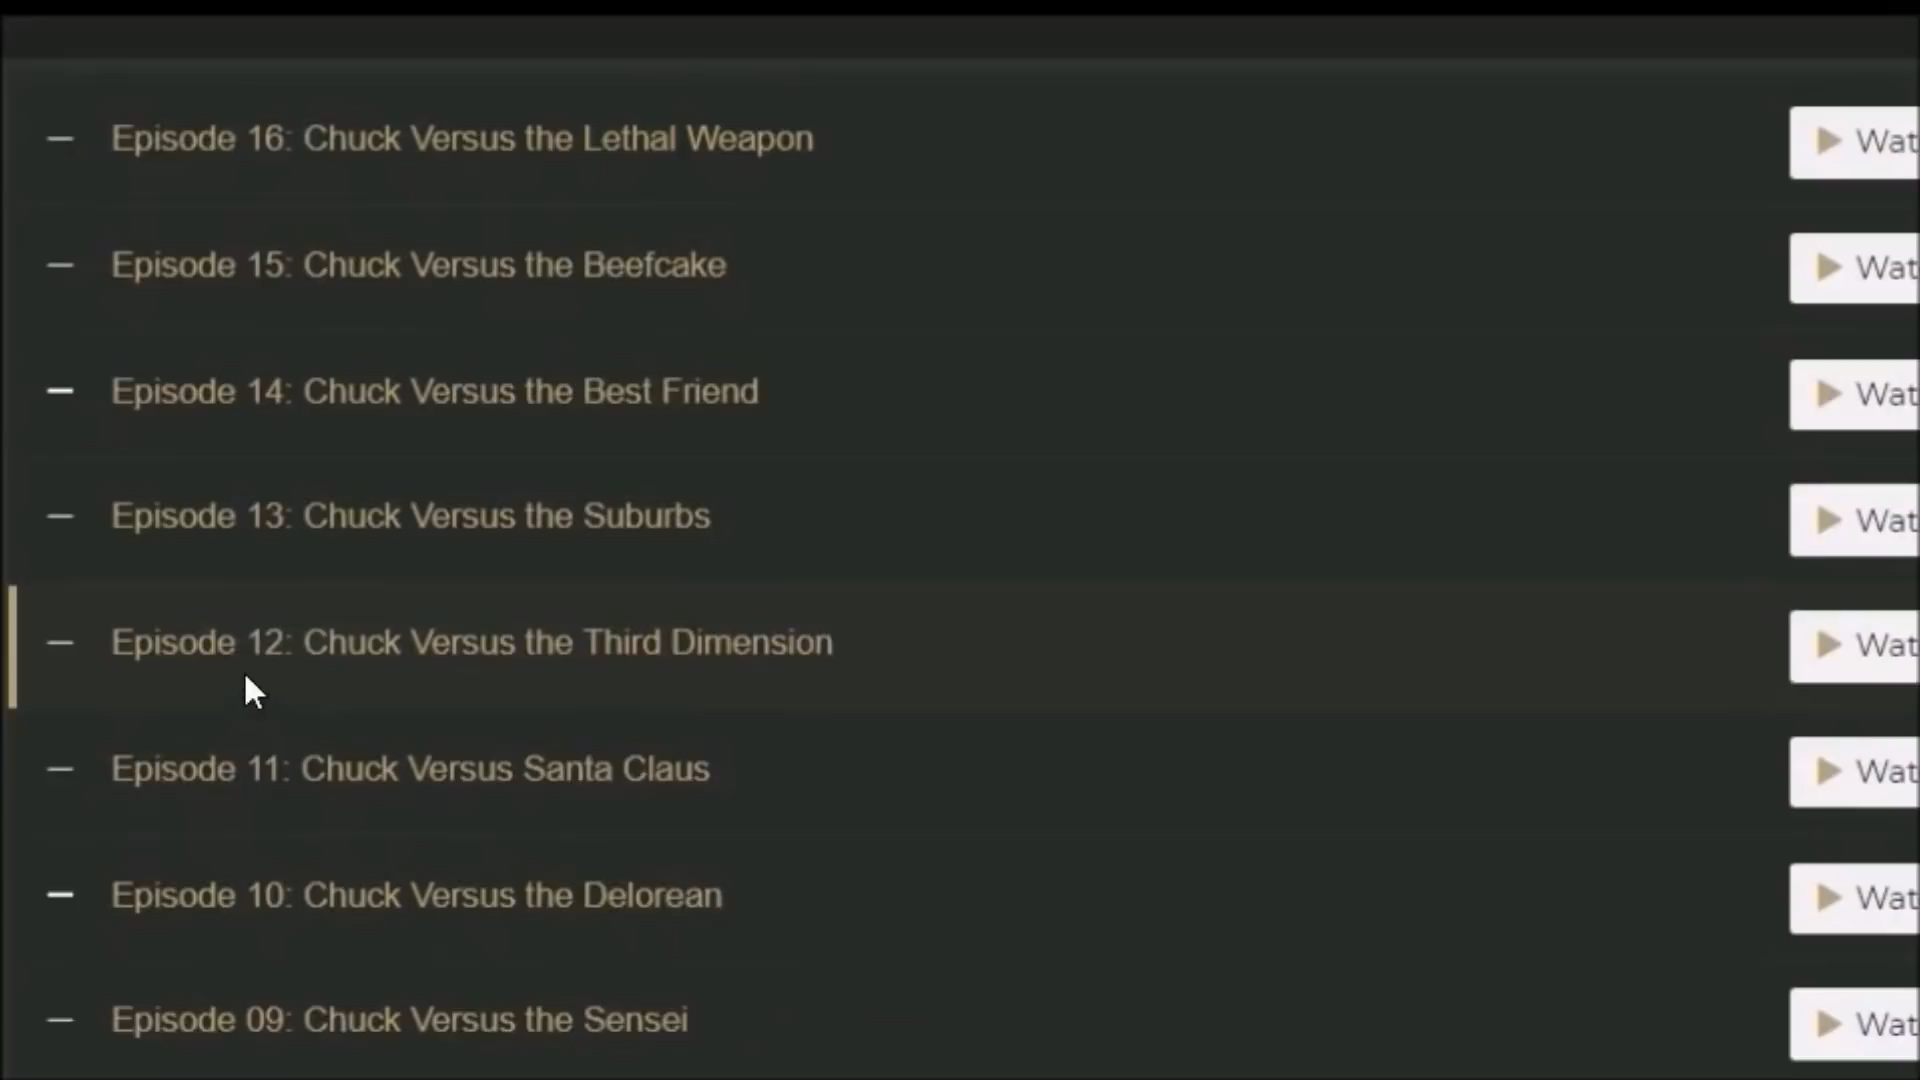 Episode 16: Chuck Versus the Lethal Weapon
Wat
Episode 15: Chuck Versus the Beefcake
Wat
Episode 14: Chuck Versus the Best Friend
Wat
Episode 13: Chuck Versus the Suburbs
Wat
Episode 12: Chuck Versus the Third Dimension
Wat
Episode 11: Chuck Versus Santa Claus
Wat
Episode 10: Chuck Versus the Delorean
Wat
Episode 09: Chuck Versus the Sensei
Wat